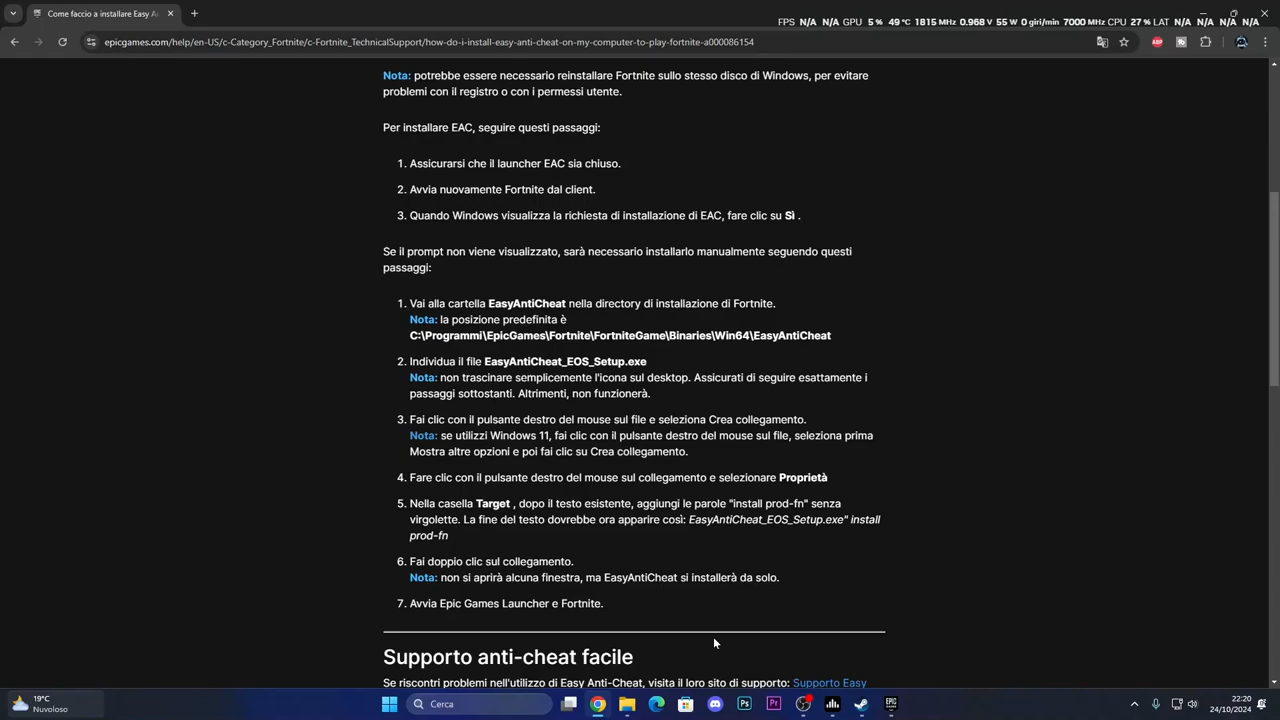 Come faccio a installare Easy A
FPS N/A N/A GPU 5 % 49 °C 1815 MHz 0.968 V 55 W 0 giri/min 7000 MHz CPU 27 % LAT N/A N/A N/A N/A
epicgames.com/help/en-US/c-Category_Fortnite/c-Fortnite_TechnicalSupport/how-do-i-install-easy-anti-cheat-on-my-computer-to-play-fortnite-a000086154
ABP
Nota: potrebbe essere necessario reinstallare Fortnite sullo stesso disco di Windows, per evitare
problemi con il registro o con i permessi utente.
Per installare EAC, seguire questi passaggi:
1. Assicurarsi che il launcher EAC sia chiuso.
2. Avvia nuovamente Fortnite dal client.
3. Quando Windows visualizza la richiesta di installazione di EAC, fare clic su Sì .
Se il prompt non viene visualizzato, sarà necessario installarlo manualmente seguendo questi
passaggi:
1. Vai alla cartella EasyAntiCheat nella directory di installazione di Fortnite.
Nota: la posizione predefinita è
C:\Programmi\EpicGames\Fortnite\FortniteGame\Binaries\Win64\EasyAntiCheat
2. Individua il file EasyAntiCheat_EOS_Setup.exe
Nota: non trascinare semplicemente l'icona sul desktop. Assicurati di seguire esattamente i
passaggi sottostanti. Altrimenti, non funzionerà.
3. Fai clic con il pulsante destro del mouse sul file e seleziona Crea collegamento.
Nota: se utilizzi Windows 11, fai clic con il pulsante destro del mouse sul file, seleziona prima
Mostra altre opzioni e poi fai clic su Crea collegamento.
4. Fare clic con il pulsante destro del mouse sul collegamento e selezionare Proprietà
5. Nella casella Target , dopo il testo esistente, aggiungi le parole "install prod-fn" senza
virgolette. La fine del testo dovrebbe ora apparire così: EasyAntiCheat_EOS_Setup.exe" install
prod-fn
6. Fai doppio clic sul collegamento.
Nota: non si aprirà alcuna finestra, ma EasyAntiCheat si installerà da solo.
7. Avvia Epic Games Launcher e Fortnite.
Supporto anti-cheat facile
Se riscontri problemi nell'utilizzo di Easy Anti-Cheat, visita il loro sito di supporto: Supporto Easy
19°C
Nuvoloso
Cerca
Ps
Pr
EPIC
22:20
24/10/2024